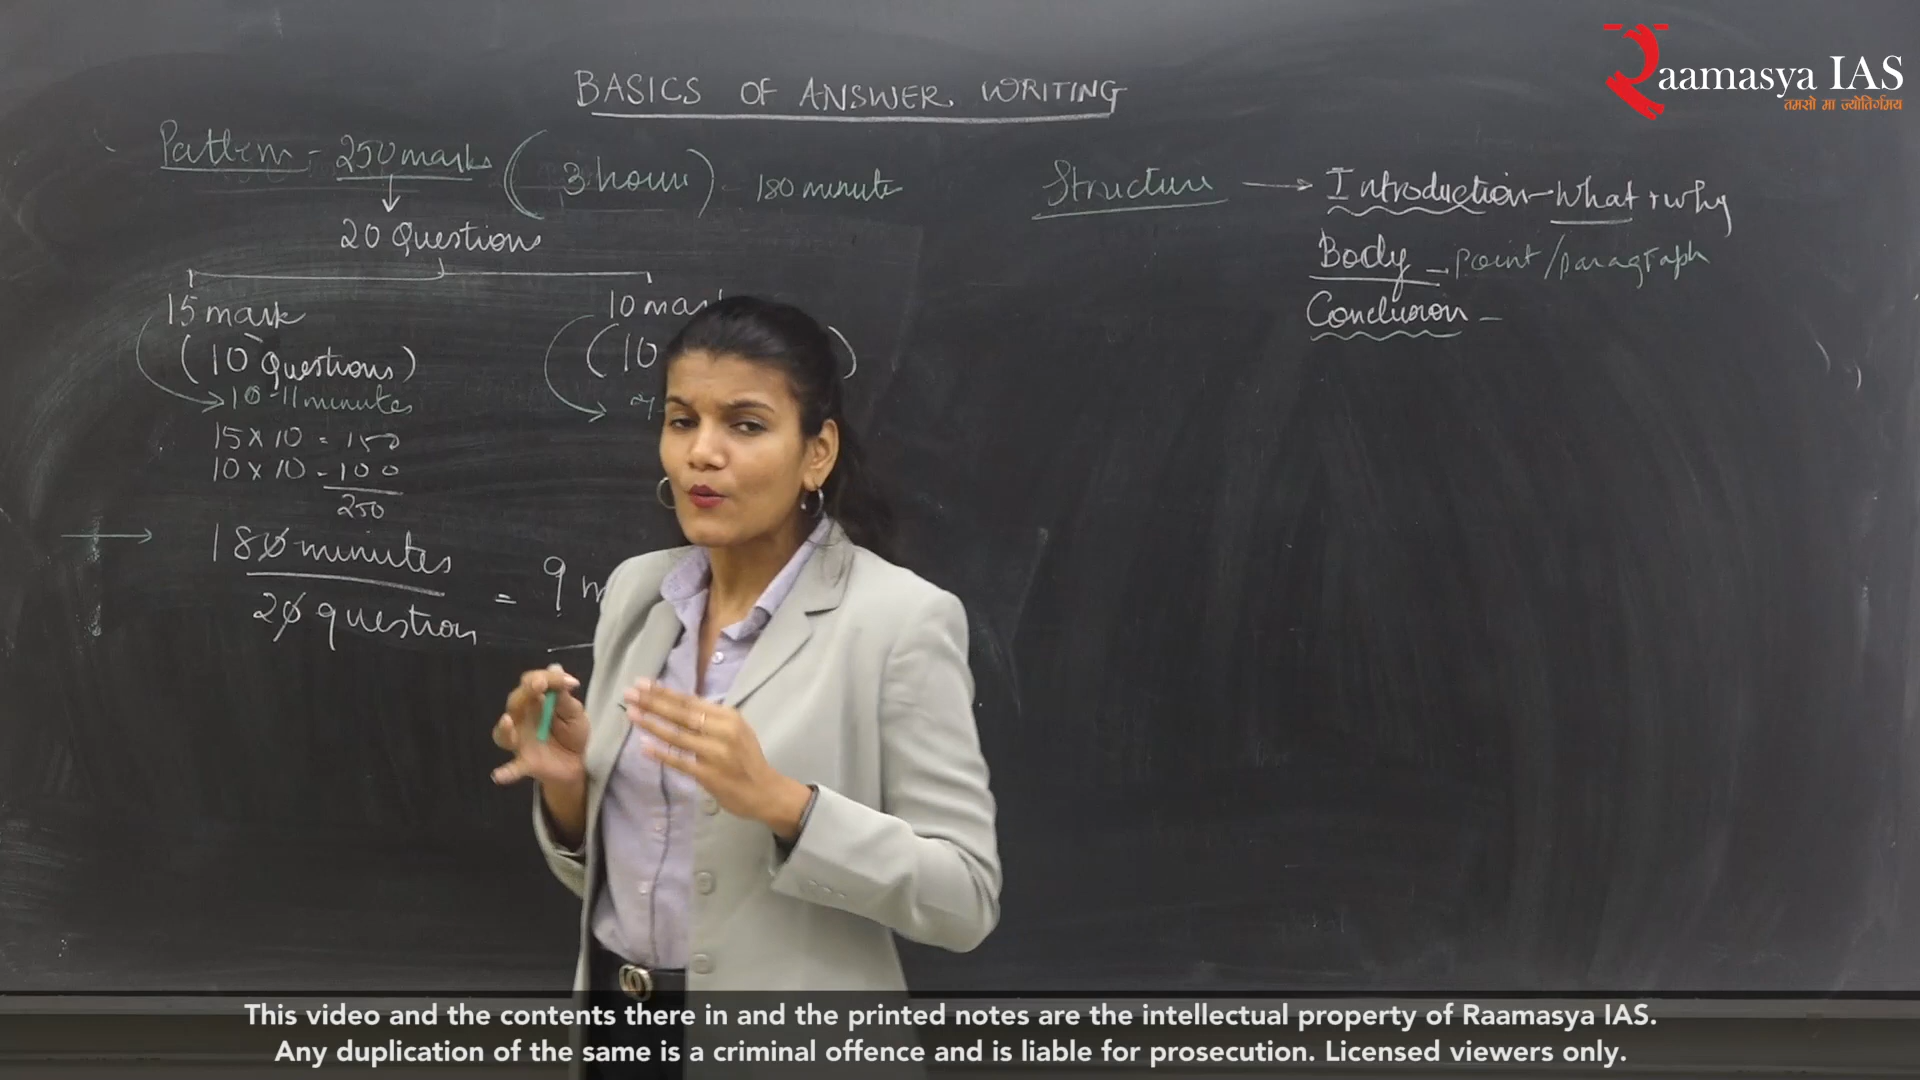 Raamasya IAS
तमसो मा ज्योतिर्गमय
BASICS OF ANSWER WRITING
Pattern - 250 marks ( 3 hour ) - 180 minute
20 Questions
15 mark
(10 Questions)
10-11 minutes
15 x 10 = 150
10 x 10 - 100
250
180 minutes
20 question
= 9 m
10 mar
(10 )
7-
Structure → Introduction - What + why
Body - point/paragraph
Conclusion -
This video and the contents there in and the printed notes are the intellectual property of Raamasya IAS.
Any duplication of the same is a criminal offence and is liable for prosecution. Licensed viewers only.